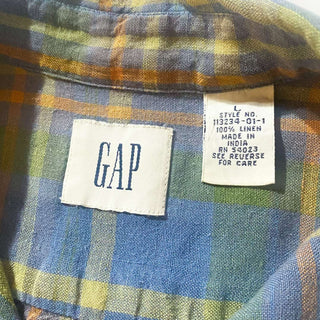 GAP
L
STYLE NO.
113234-01-1
100% LINEN
MADE IN
INDIA
RN 54023
SEE REVERSE
FOR CARE